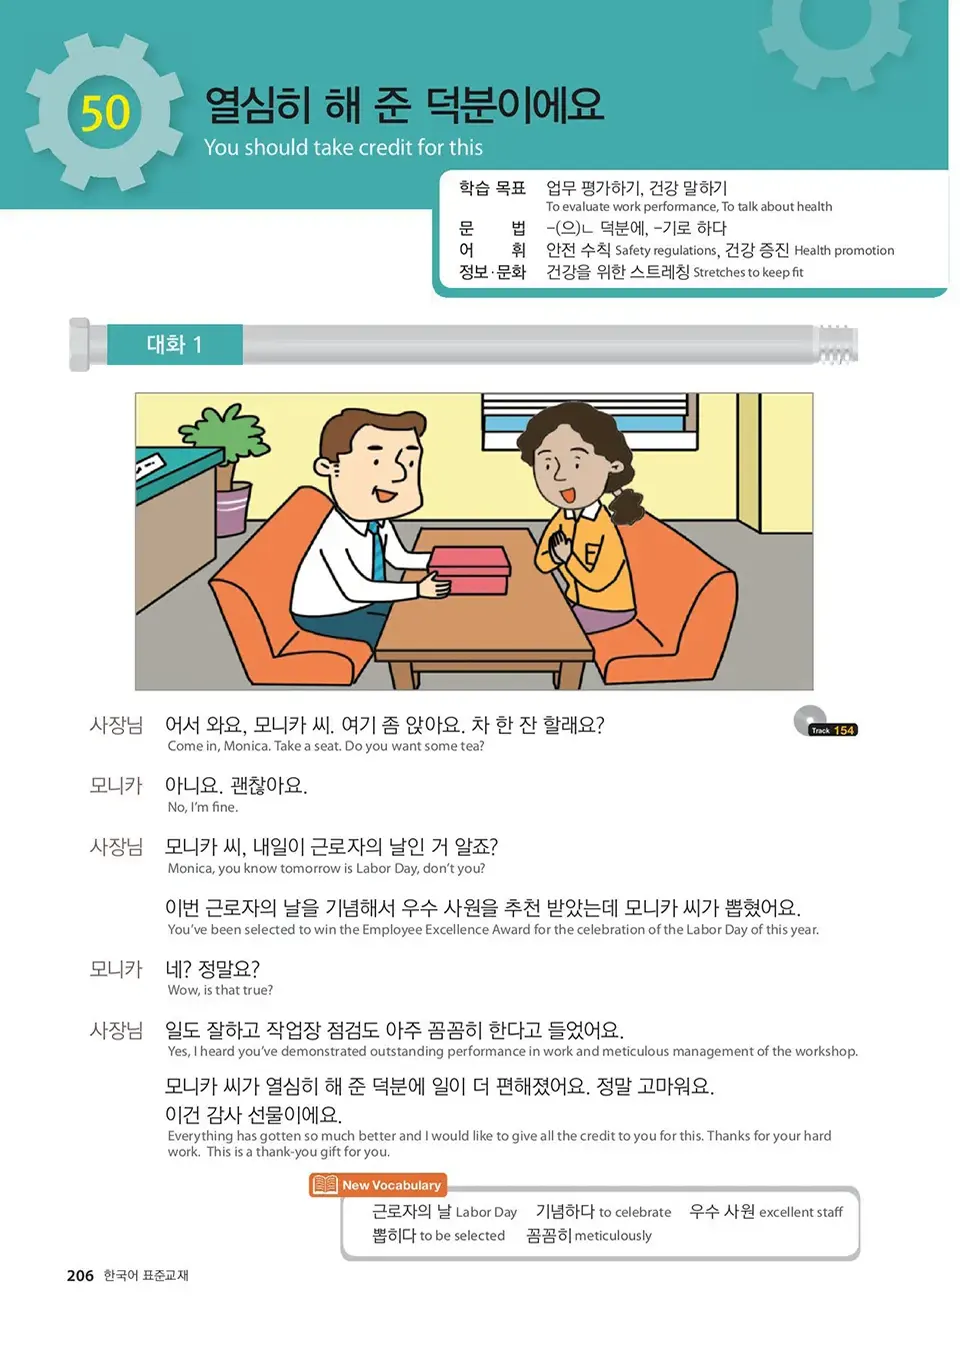 50
열심히 해 준 덕분이에요
You should take credit for this
학습 목표 업무 평가하기, 건강 말하기
To evaluate work performance, To talk about health
문 법 -(으)ㄴ 덕분에, -기로 하다
어 휘 안전 수칙 Safety regulations, 건강 증진 Health promotion
정보·문화 건강을 위한 스트레칭 Stretches to keep fit
대화 1
사장님 어서 와요, 모니카 씨. 여기 좀 앉아요. 차 한 잔 할래요?
Track 154
Come in, Monica. Take a seat. Do you want some tea?
모니카 아니요. 괜찮아요.
No, I'm fine.
사장님 모니카 씨, 내일이 근로자의 날인 거 알죠?
Monica, you know tomorrow is Labor Day, don't you?
이번 근로자의 날을 기념해서 우수 사원을 추천 받았는데 모니카 씨가 뽑혔어요.
You've been selected to win the Employee Excellence Award for the celebration of the Labor Day of this year.
모니카 네? 정말요?
Wow, is that true?
사장님 일도 잘하고 작업장 점검도 아주 꼼꼼히 한다고 들었어요.
Yes, I heard you've demonstrated outstanding performance in work and meticulous management of the workshop.
모니카 씨가 열심히 해 준 덕분에 일이 더 편해졌어요. 정말 고마워요.
이건 감사 선물이에요.
Everything has gotten so much better and I would like to give all the credit to you for this. Thanks for your hard
work. This is a thank-you gift for you.
New Vocabulary
근로자의 날 Labor Day 기념하다 to celebrate 우수 사원 excellent staff
뽑히다 to be selected 꼼꼼히 meticulously
206 한국어 표준교재